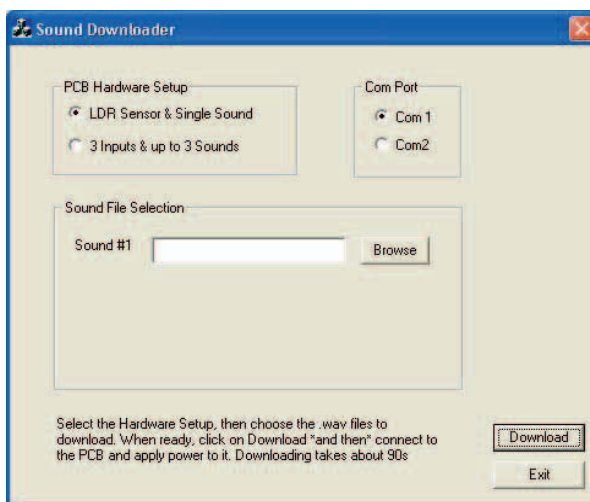 Sound Downloader
PCB Hardware Setup
LDR Sensor & Single Sound
3 Inputs & up to 3 Sounds
Com Port
Com 1
Com2
Sound File Selection
Sound #1
Browse
Select the Hardware Setup, then choose the .wav files to
download. When ready, click on Download *and then* connect to
the PCB and apply power to it. Downloading takes about 90s
Download
Exit